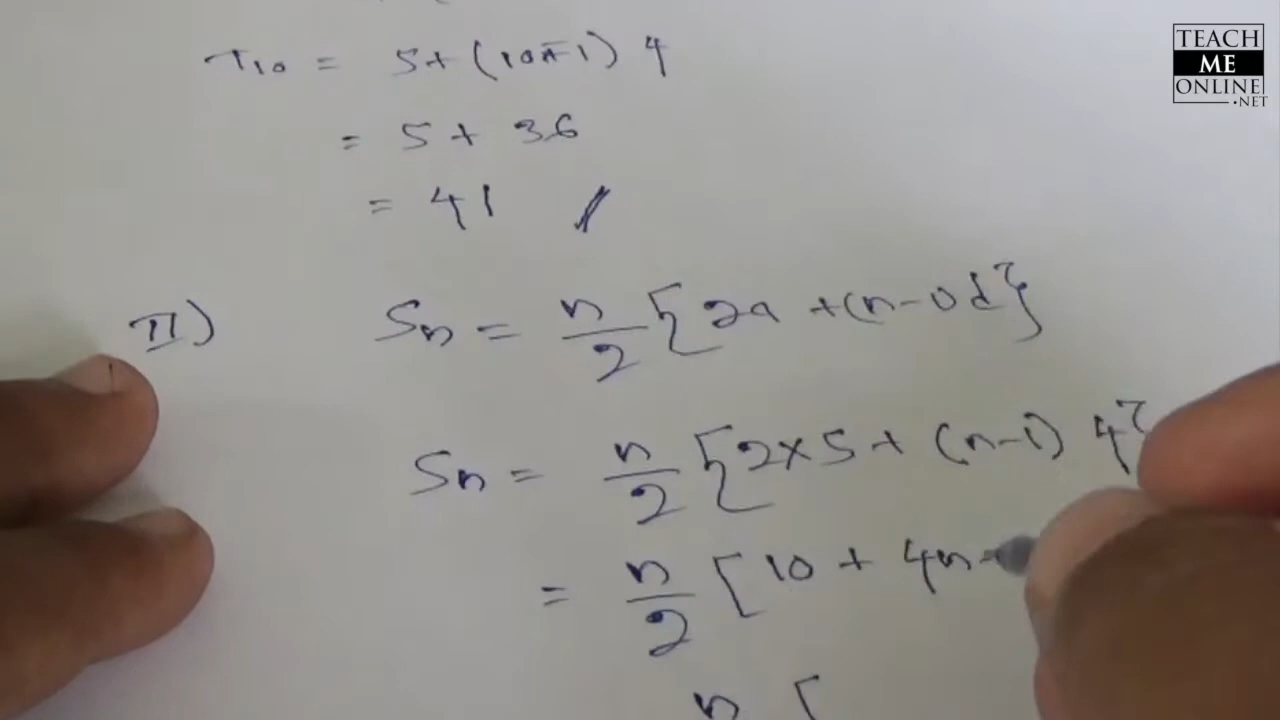 TEACH
ME
ONLINE
.NET
T10 = 5+(10-1) 4
= 5 + 36
= 41
II) Sn = n/2 {2a +(n-1)d}
Sn = n/2 {2×5 + (n-1) 4}
= n/2 [10 + 4n-
n [